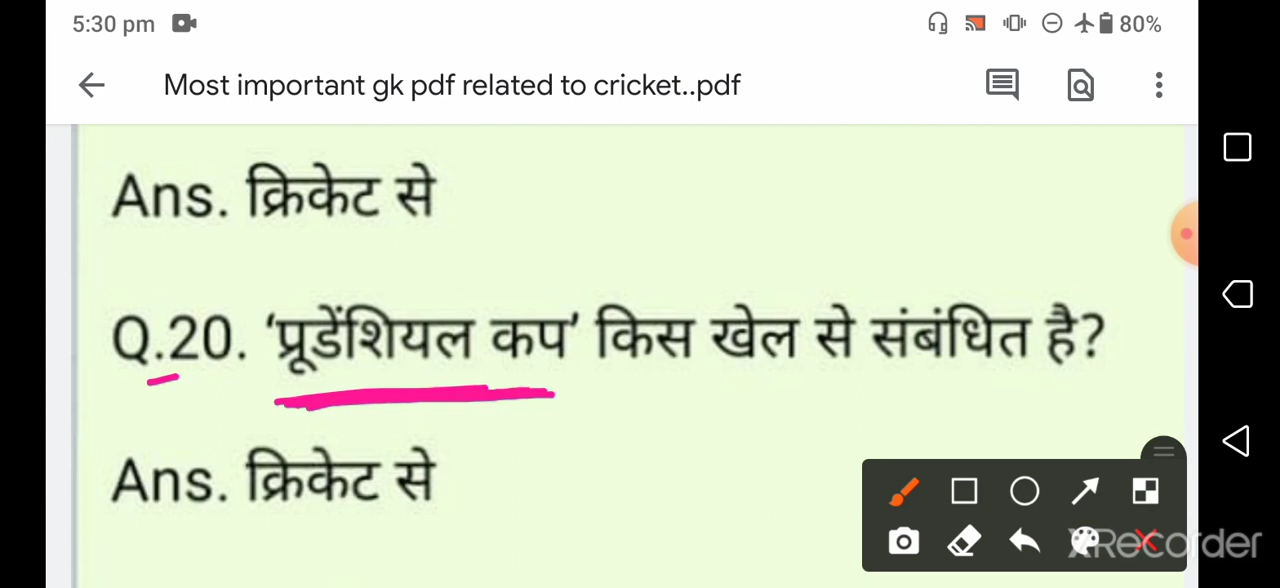 5:30 pm 80%
Most important gk pdf related to cricket..pdf
Ans. क्रिकेट से
Q.20. ‘प्रूडेंशियल कप’ किस खेल से संबंधित है?
Ans. क्रिकेट से
XRecorder